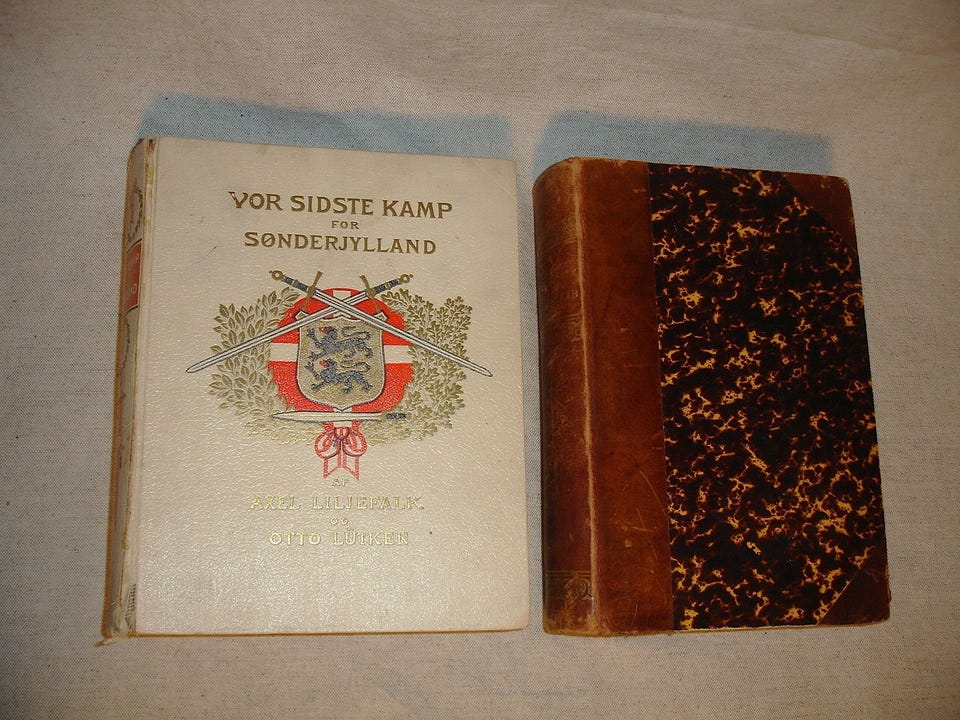 VOR SIDSTE KAMP
FOR
SØNDERJYLLAND
AF
AXEL LILJEFALK
OG
OTTO LÜTKEN